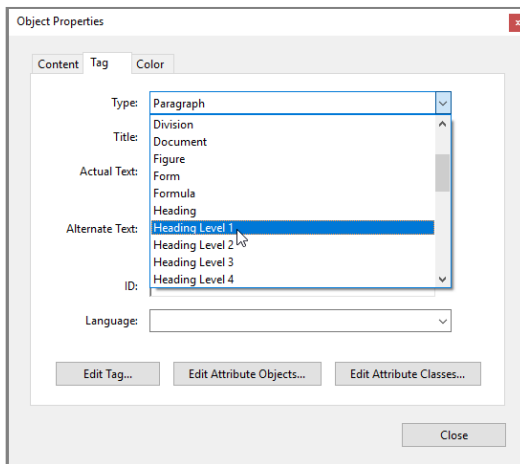 Object Properties
Content Tag Color
Type: Paragraph
Division
Title: Document
Figure
Actual Text: Form
Formula
Heading
Alternate Text: Heading Level 1
Heading Level 2
Heading Level 3
ID: Heading Level 4
Language:
Edit Tag... Edit Attribute Objects... Edit Attribute Classes...
Close